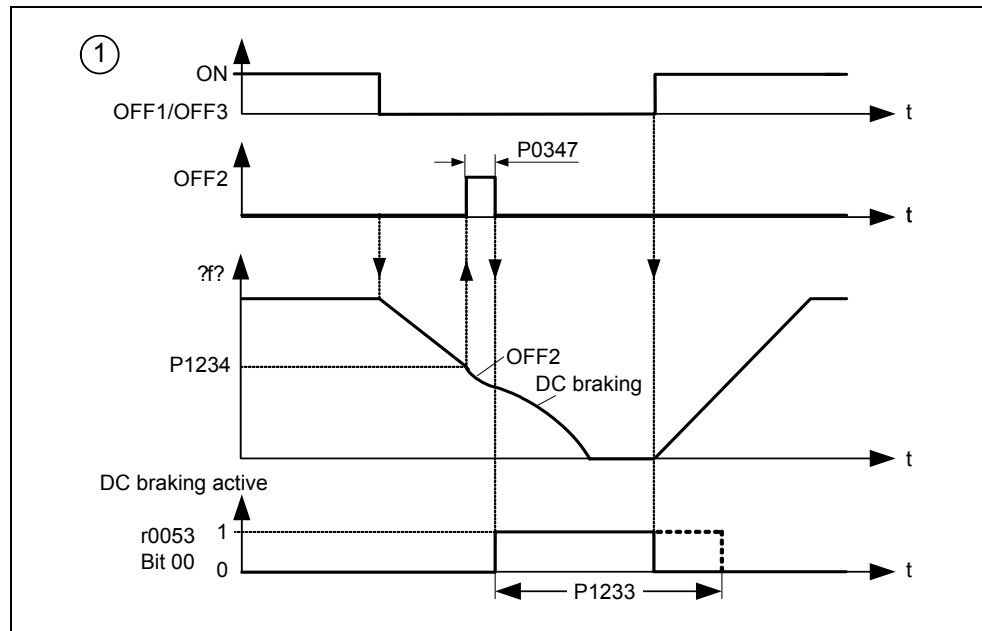 1
ON
OFF1/OFF3
t
P0347
OFF2
t
?f?
P1234
OFF2
DC braking
t
DC braking active
r0053
Bit 00
1
0
t
P1233